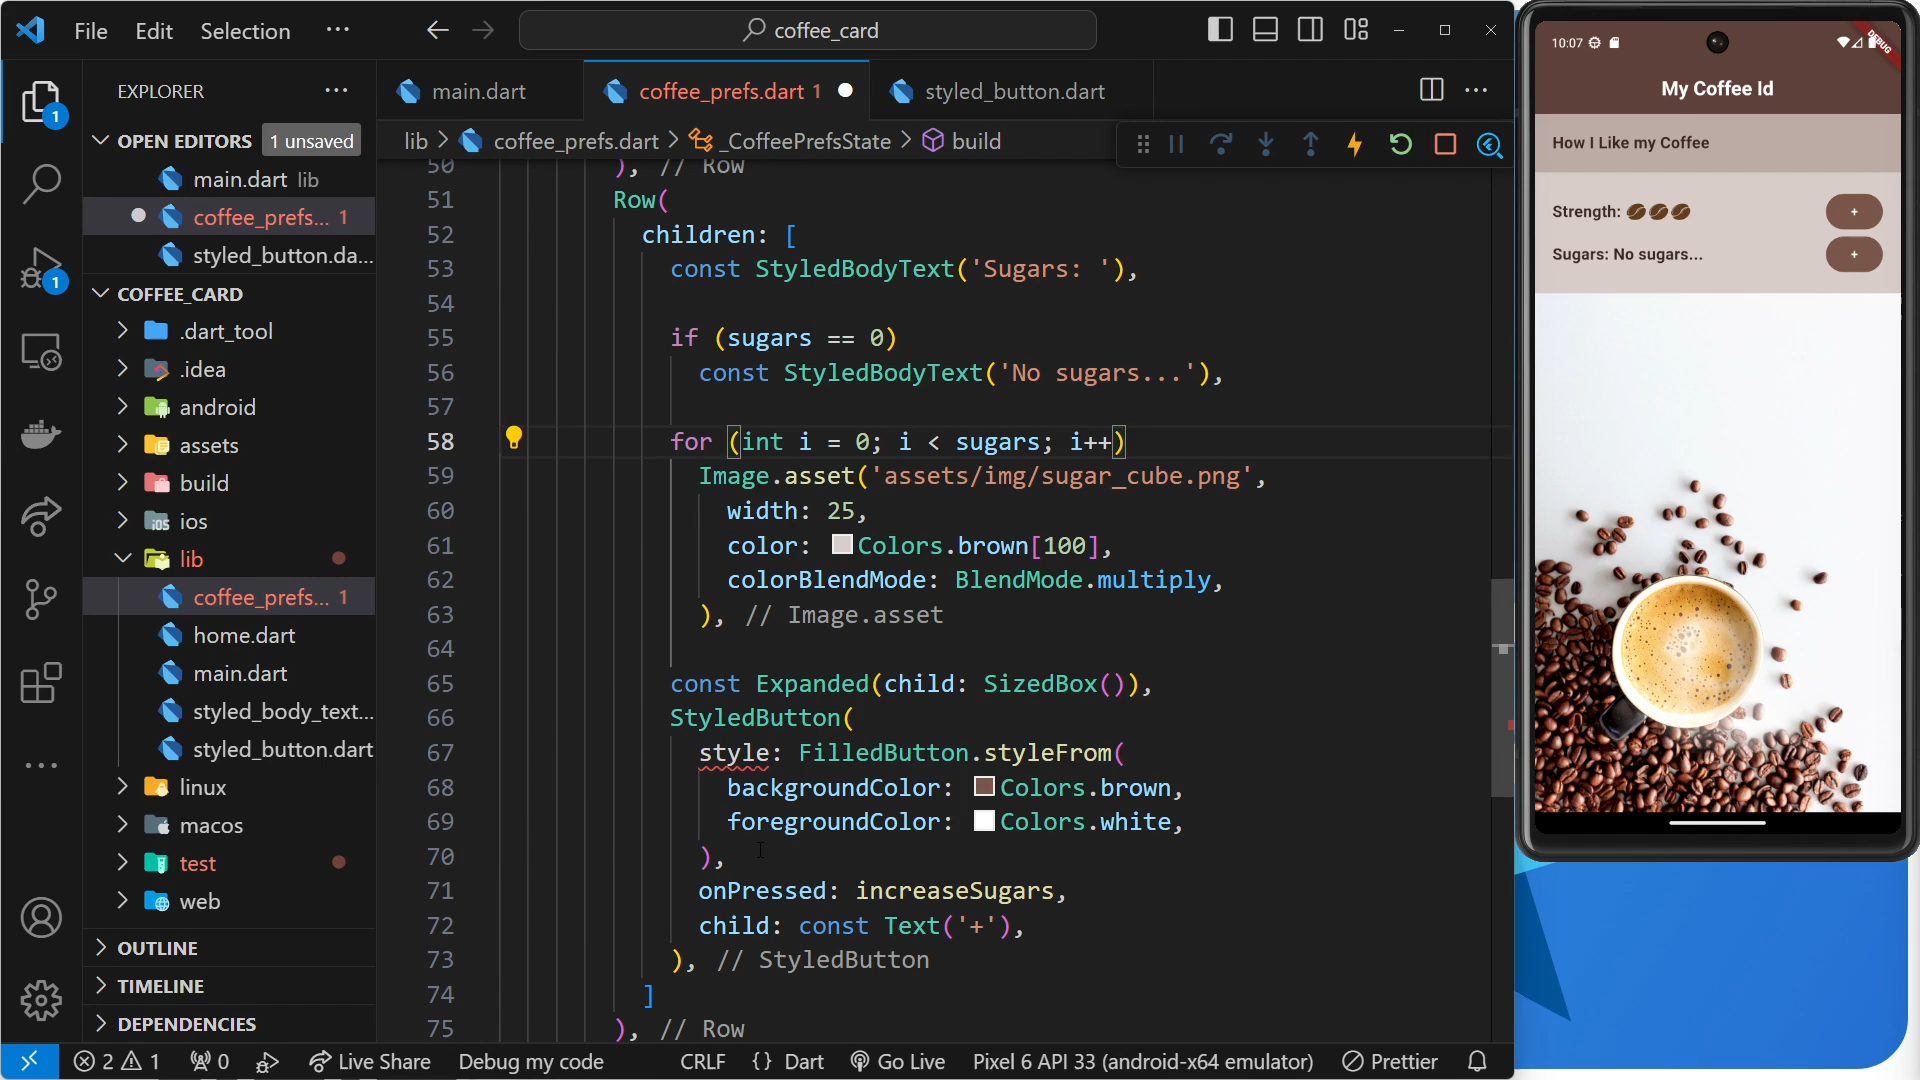 File Edit Selection ···
coffee_card
EXPLORER ···
OPEN EDITORS 1 unsaved
main.dart lib
coffee_prefs... 1
styled_button.da...
COFFEE_CARD
.dart_tool
.idea
android
assets
build
ios
lib
coffee_prefs... 1
home.dart
main.dart
styled_body_text...
styled_button.dart
linux
macos
test
web
OUTLINE
TIMELINE
DEPENDENCIES
1
1
main.dart
coffee_prefs.dart 1
styled_button.dart
lib > coffee_prefs.dart > _CoffeePrefsState > build
50 ), // Row
51 Row(
52 children: [
53 const StyledBodyText('Sugars: '),
54
55 if (sugars == 0)
56 const StyledBodyText('No sugars...'),
57
58 for (int i = 0; i < sugars; i++)
59 Image.asset('assets/img/sugar_cube.png',
60 width: 25,
61 color: Colors.brown[100],
62 colorBlendMode: BlendMode.multiply,
63 ), // Image.asset
64
65 const Expanded(child: SizedBox()),
66 StyledButton(
67 style: FilledButton.styleFrom(
68 backgroundColor: Colors.brown,
69 foregroundColor: Colors.white,
70 ),
71 onPressed: increaseSugars,
72 child: const Text('+'),
73 ), // StyledButton
74 ]
75 ), // Row
2 1 0 Live Share Debug my code CRLF {} Dart Go Live Pixel 6 API 33 (android-x64 emulator) Prettier
10:07
DEBUG
My Coffee Id
How I Like my Coffee
Strength: +
Sugars: No sugars... +